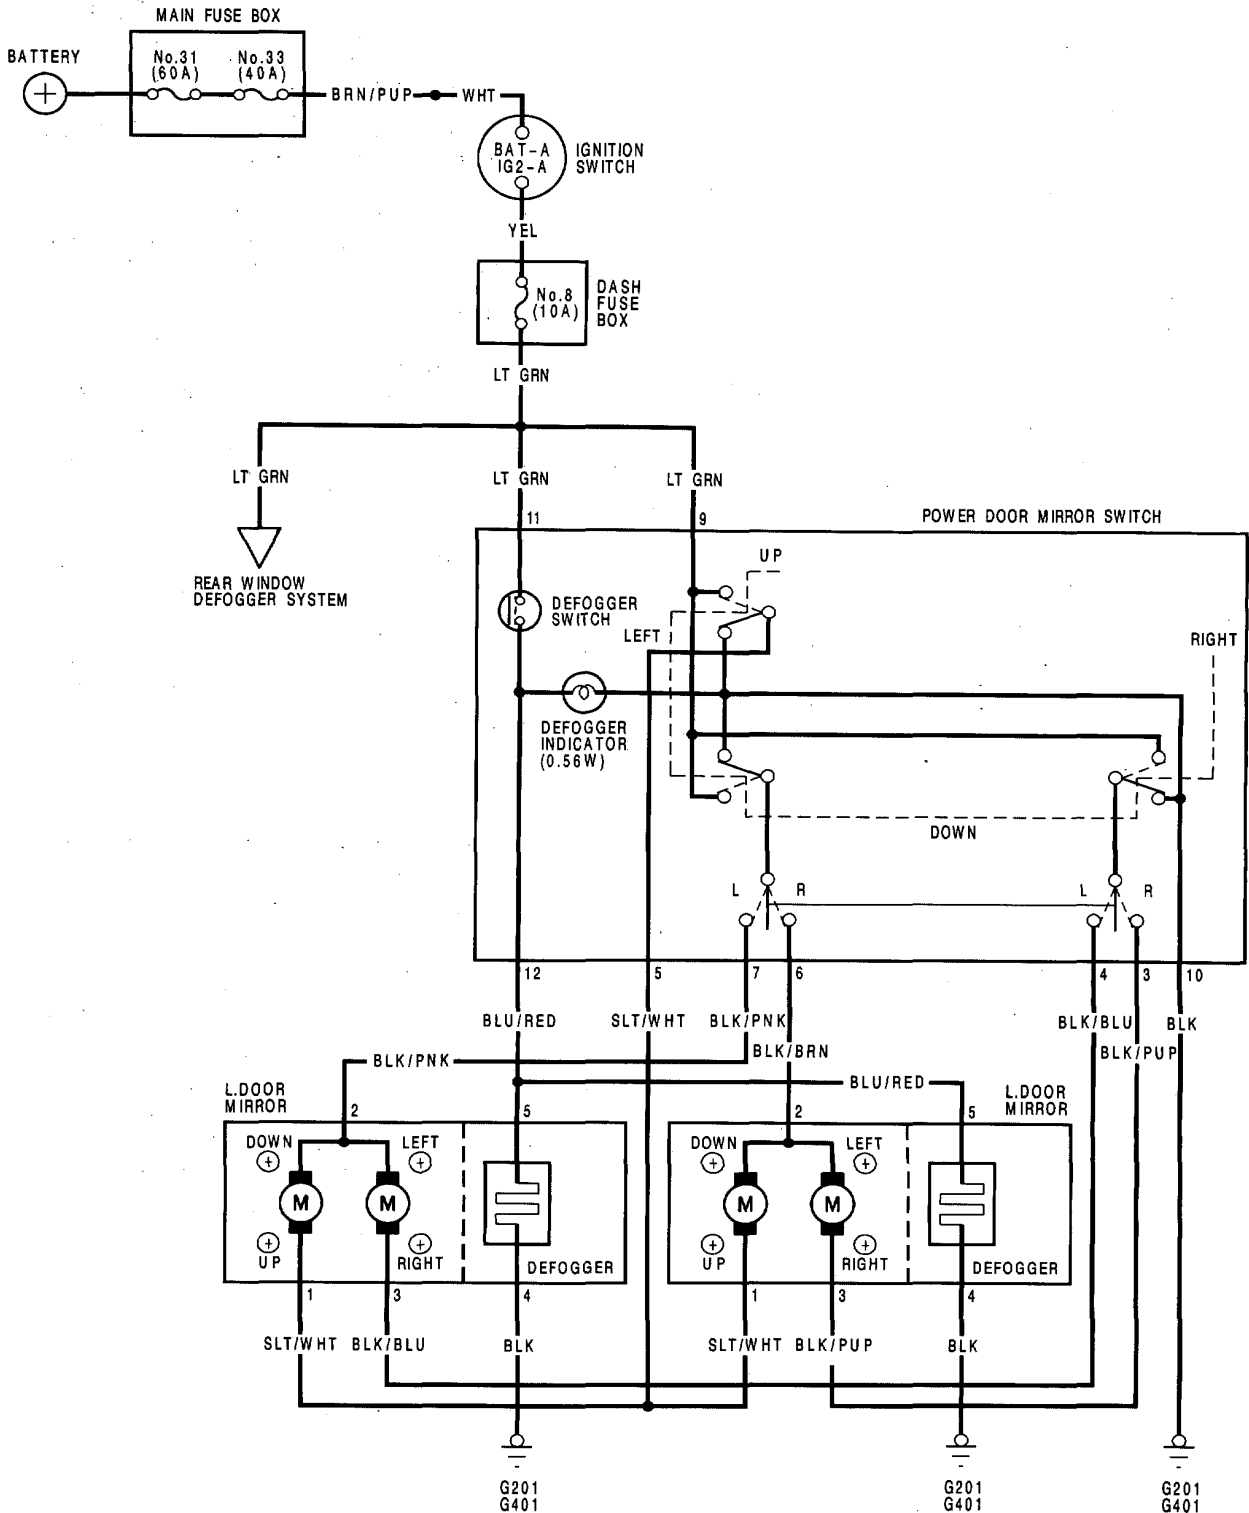 MAIN FUSE BOX
BATTERY
No.31
(60A)
No.33
(40A)
BRN/PUP
WHT
BAT-A
IG2-A
IGNITION
SWITCH
YEL
No.8
(10A)
DASH
FUSE
BOX
LT GRN
LT GRN
LT GRN
LT GRN
REAR WINDOW
DEFOGGER SYSTEM
11
9
POWER DOOR MIRROR SWITCH
UP
DEFOGGER
SWITCH
LEFT
RIGHT
DEFOGGER
INDICATOR
(0.56W)
DOWN
L
R
L
R
12
5
7
6
4
3
10
BLU/RED
SLT/WHT
BLK/PNK
BLK/BRN
BLK/BLU
BLK
BLK/PUP
BLK/PNK
BLU/RED
L.DOOR
MIRROR
2
5
2
5
L.DOOR
MIRROR
DOWN
+
LEFT
+
M
M
+
UP
+
RIGHT
DEFOGGER
DOWN
+
LEFT
+
M
M
+
UP
+
RIGHT
DEFOGGER
1
3
4
1
3
4
SLT/WHT
BLK/BLU
BLK
SLT/WHT
BLK/PUP
BLK
G201
G401
G201
G401
G201
G401